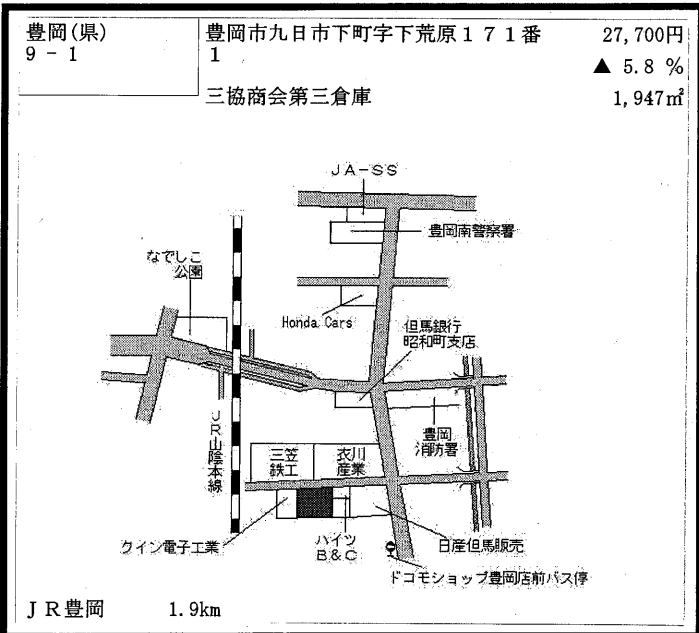 豊岡(県)
9 - 1
豊岡市九日市下町字下荒原171番
1
三協商会第三倉庫
27,700円
▲ 5.8 %
1,947㎡
JA-SS
豊岡南警察署
なでしこ
公園
Honda Cars
但馬銀行
昭和町支店
JR山陰本線
豊岡
消防署
三笠
鉄工
衣川
産業
クイン電子工業
ハイツ
B&C
日産但馬販売
ドコモショップ豊岡店前バス停
JR豊岡 1.9km